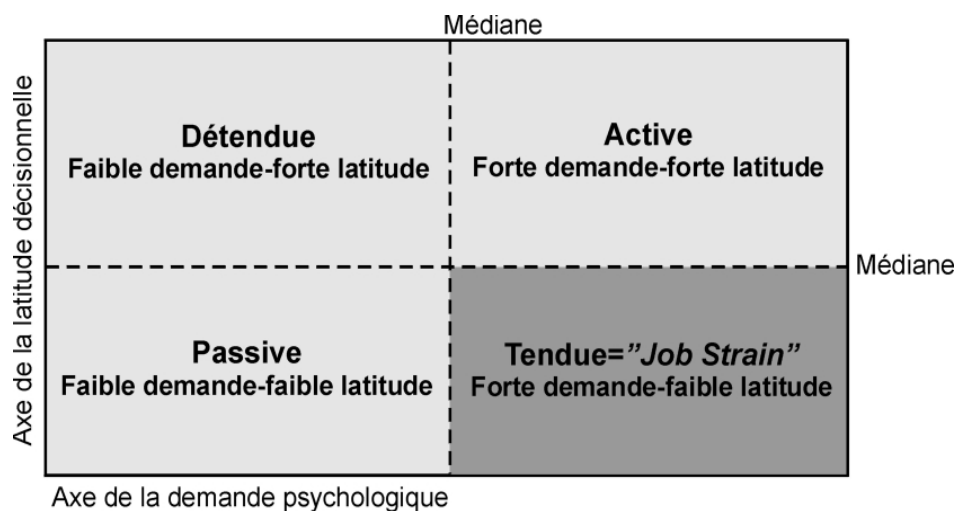 Médiane
Axe de la latitude décisionnelle
Détendue
Faible demande-forte latitude
Active
Forte demande-forte latitude
Médiane
Passive
Faible demande-faible latitude
Tendue=”Job Strain”
Forte demande-faible latitude
Axe de la demande psychologique